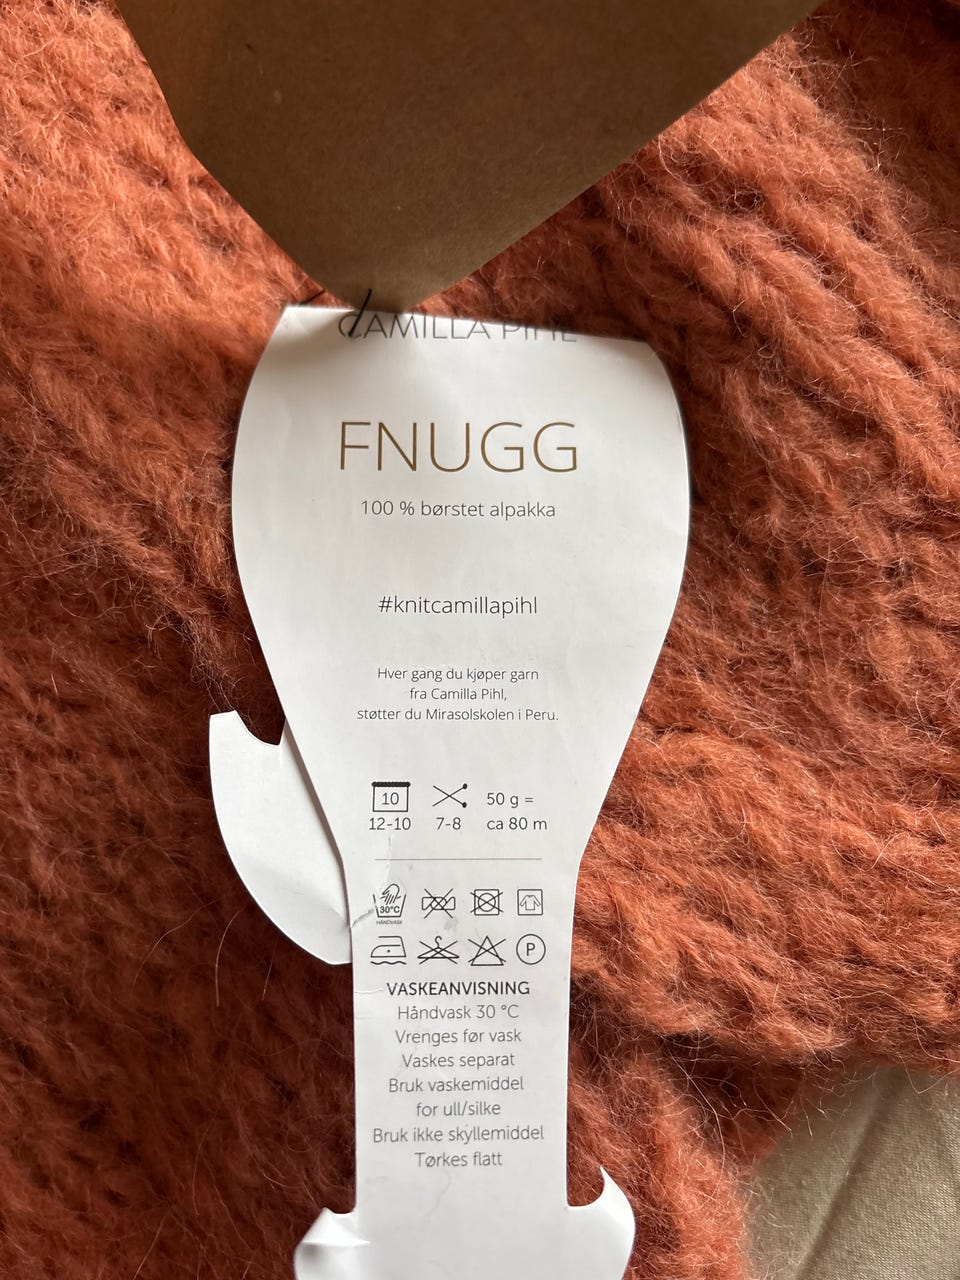 CAMILLA PIHL
FNUGG
100 % børstet alpakka
#knitcamillapihl
Hver gang du kjøper garn
fra Camilla Pihl,
støtter du Mirasolskolen i Peru.
10
12-10 7-8 50 g =
ca 80 m
30°C
HÅNDVASK
P
VASKEANVISNING
Håndvask 30 °C
Vrenges før vask
Vaskes separat
Bruk vaskemiddel
for ull/silke
Bruk ikke skyllemiddel
Tørkes flatt